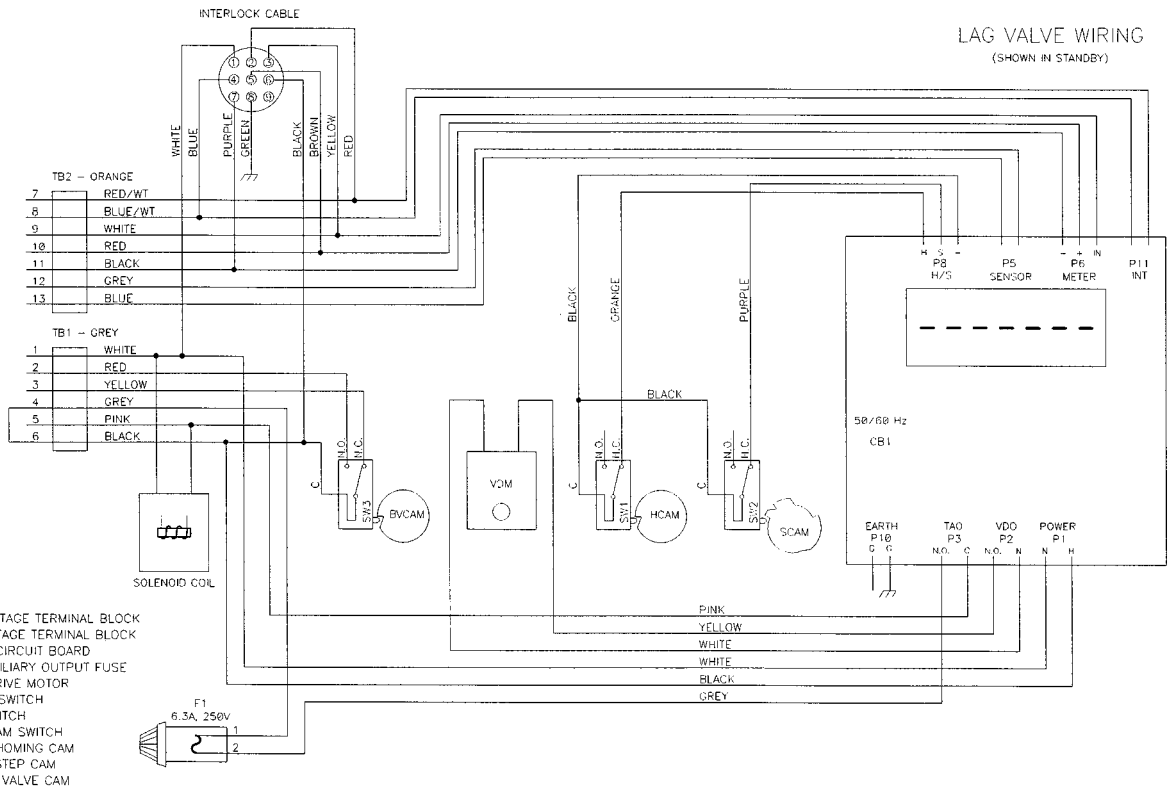 INTERLOCK CABLE
LAG VALVE WIRING
(SHOWN IN STANDBY)
1 2 3
4 5 6
7 8 9
WHITE
BLUE
PURPLE
GREEN
BLACK
BROWN
YELLOW
RED
TB2 - ORANGE
7 RED/WT
8 BLUE/WT
9 WHITE
10 RED
11 BLACK
12 GREY
13 BLUE
TB1 - GREY
1 WHITE
2 RED
3 YELLOW
4 GREY
5 PINK
6 BLACK
H S -
P8
H/S
P5
SENSOR
- + IN
P6
METER
P11
INT
BLACK
ORANGE
PURPLE
BLACK
50/60 Hz
CB1
N.O.
N.C.
C
SW3
BVCAM
VDM
N.O.
N.C.
C
SW1
HCAM
N.O.
N.C.
C
SW2
SCAM
EARTH
P10
G G
TAO
P3
N.O. C
VDO
P2
N.O. N
POWER
P1
N H
SOLENOID COIL
PINK
YELLOW
WHITE
WHITE
BLACK
GREY
F1
6.3A, 250V
1
2
TAGE TERMINAL BLOCK
TAGE TERMINAL BLOCK
CIRCUIT BOARD
ILIARY OUTPUT FUSE
RIVE MOTOR
SWITCH
ITCH
AM SWITCH
HOMING CAM
STEP CAM
VALVE CAM